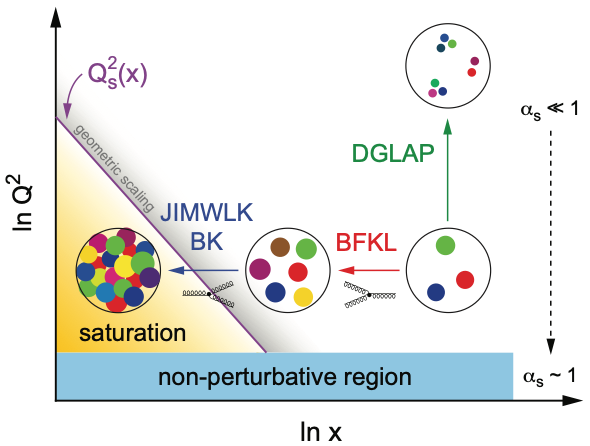 Q²ₛ(x)
geometric scaling
αₛ ≪ 1
DGLAP
ln Q²
JIMWLK
BK
BFKL
saturation
non-perturbative region
αₛ ~ 1
ln x